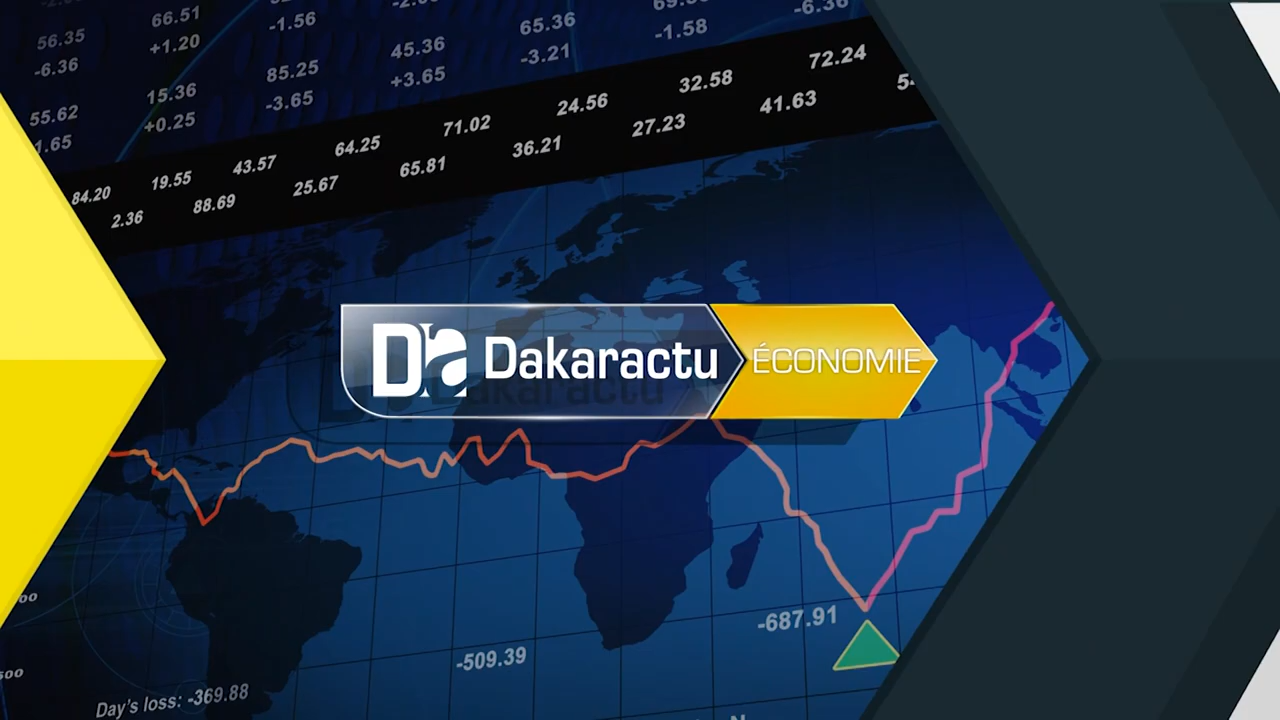 66.51 65.36 -6.36
56.35 -1.56 -1.58
+1.20 45.36 -3.21
-6.36 85.25 +3.65
15.36 -3.65
55.62 +0.25
1.65
84.20 19.55 43.57 64.25 71.02 24.56 32.58 72.24
2.36 88.69 25.67 65.81 36.21 27.23 41.63
Da Dakaractu ÉCONOMIE
-687.91
-509.39
Day's loss: -369.88